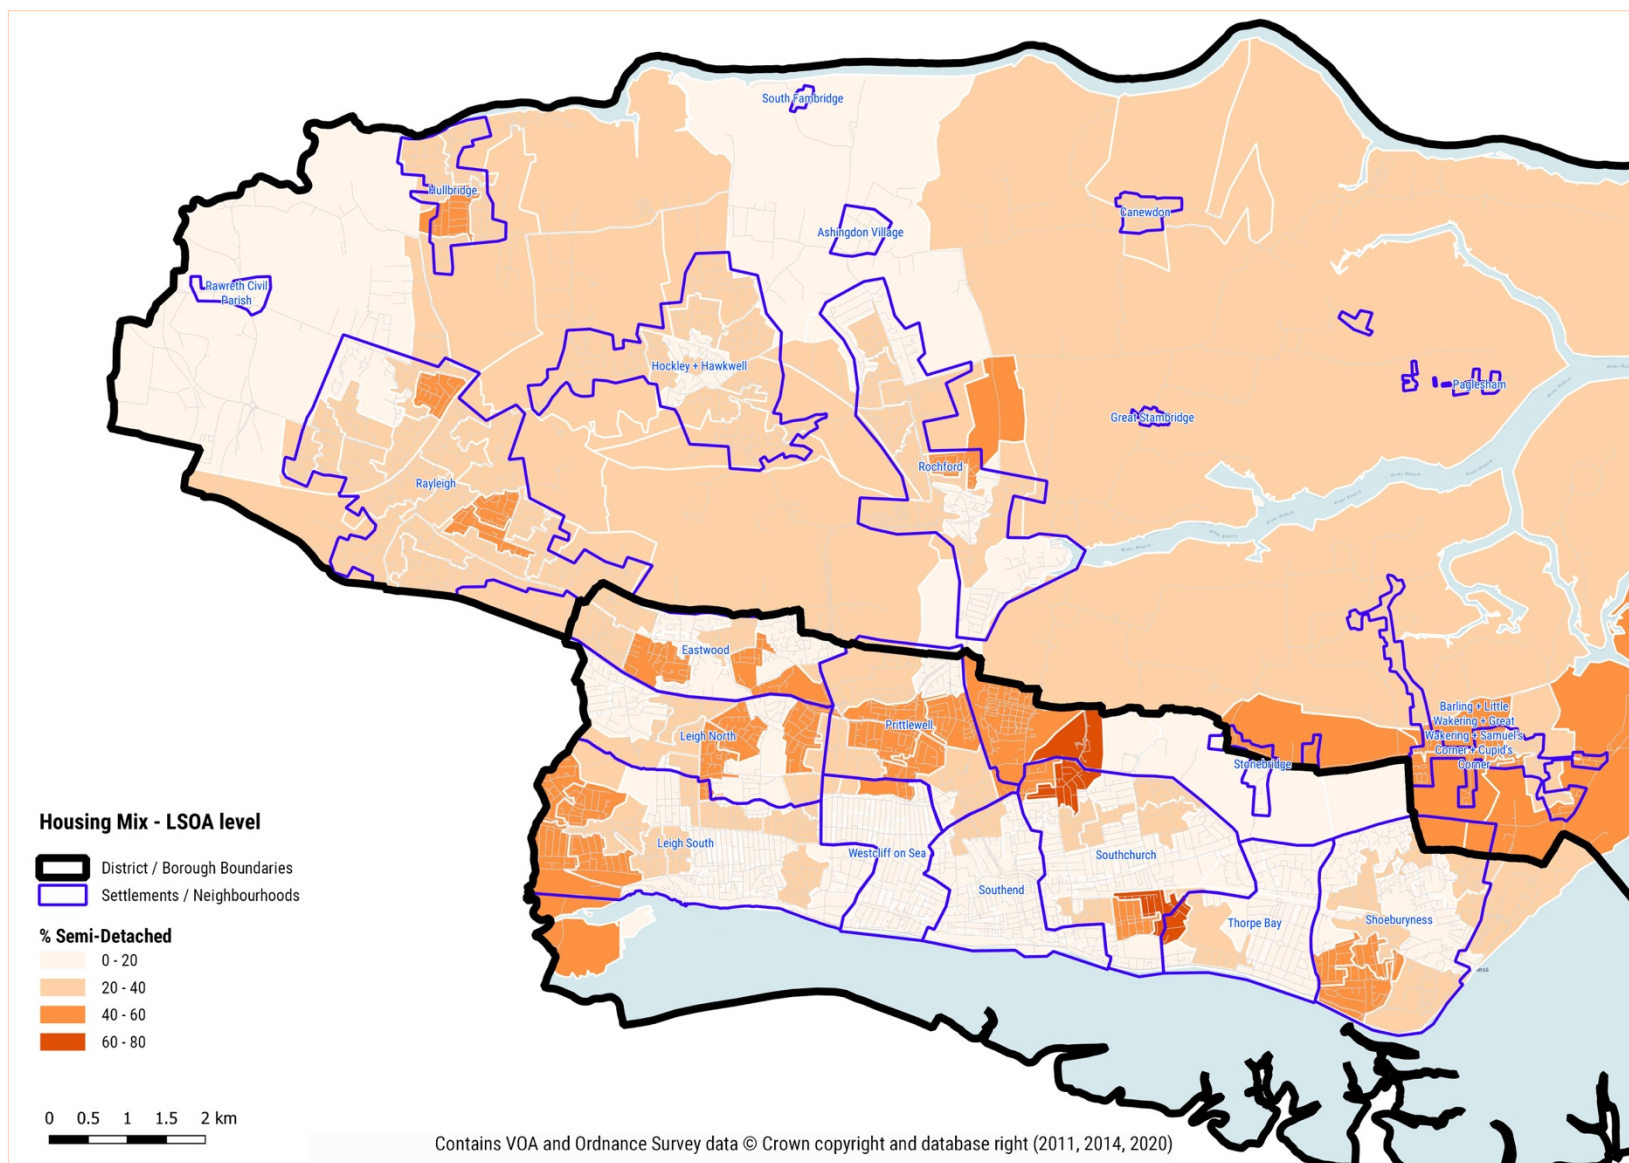 South Fambridge
Hullbridge
Canewdon
Ashingdon Village
Rawreth Civil
Parish
Hockley + Hawkwell
Paglesham
Great Stambridge
Rochford
Rayleigh
Eastwood
Barling + Little
Wakering + Great
Wakering + Samuel's
Corner + Cupid's
Corner
Prittlewell
Leigh North
Stonebridge
Leigh South
Westcliff on Sea
Southchurch
Southend
Thorpe Bay
Shoeburyness
Housing Mix - LSOA level
District / Borough Boundaries
Settlements / Neighbourhoods
% Semi-Detached
0 - 20
20 - 40
40 - 60
60 - 80
0 0.5 1 1.5 2 km
Contains VOA and Ordnance Survey data © Crown copyright and database right (2011, 2014, 2020)